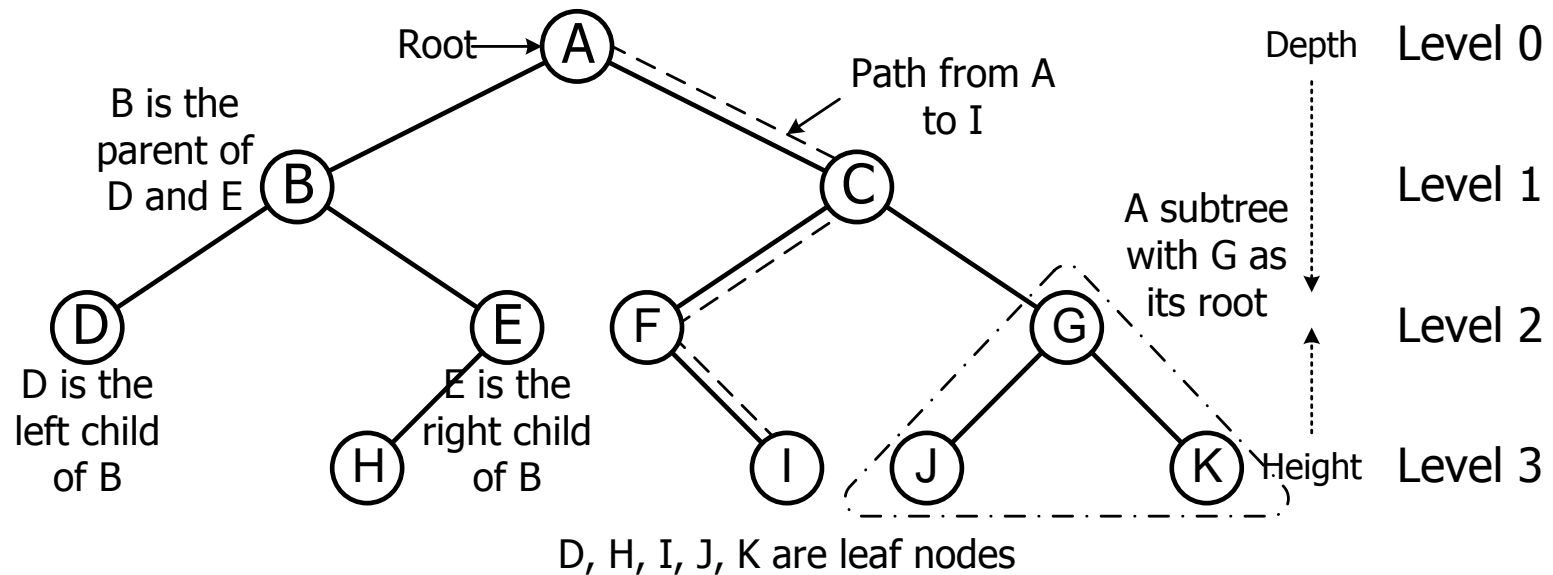 Root
A
Depth
Level 0
Path from A
to I
B is the
parent of
D and E
B
C
Level 1
A subtree
with G as
its root
D
E
F
G
Level 2
D is the
left child
of B
E is the
right child
of B
H
I
J
K
Height
Level 3
D, H, I, J, K are leaf nodes